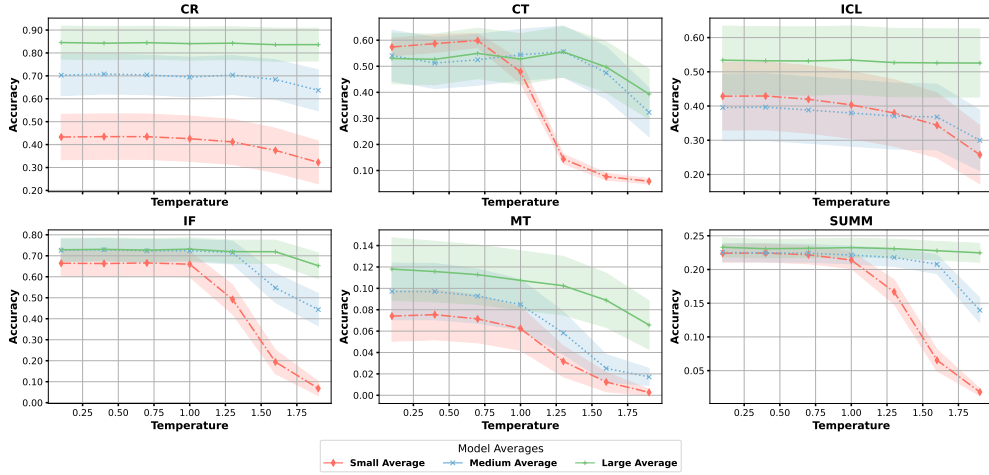 CR
Accuracy
0.90
0.80
0.70
0.60
0.50
0.40
0.30
0.20
Temperature
CT
Accuracy
0.60
0.50
0.40
0.30
0.20
0.10
Temperature
ICL
Accuracy
0.60
0.50
0.40
0.30
0.20
Temperature
IF
Accuracy
0.80
0.70
0.60
0.50
0.40
0.30
0.20
0.10
0.00
0.25 0.50 0.75 1.00 1.25 1.50 1.75
Temperature
MT
Accuracy
0.14
0.12
0.10
0.08
0.06
0.04
0.02
0.00
0.25 0.50 0.75 1.00 1.25 1.50 1.75
Temperature
SUMM
Accuracy
0.25
0.20
0.15
0.10
0.05
0.25 0.50 0.75 1.00 1.25 1.50 1.75
Temperature
Model Averages
Small Average Medium Average Large Average